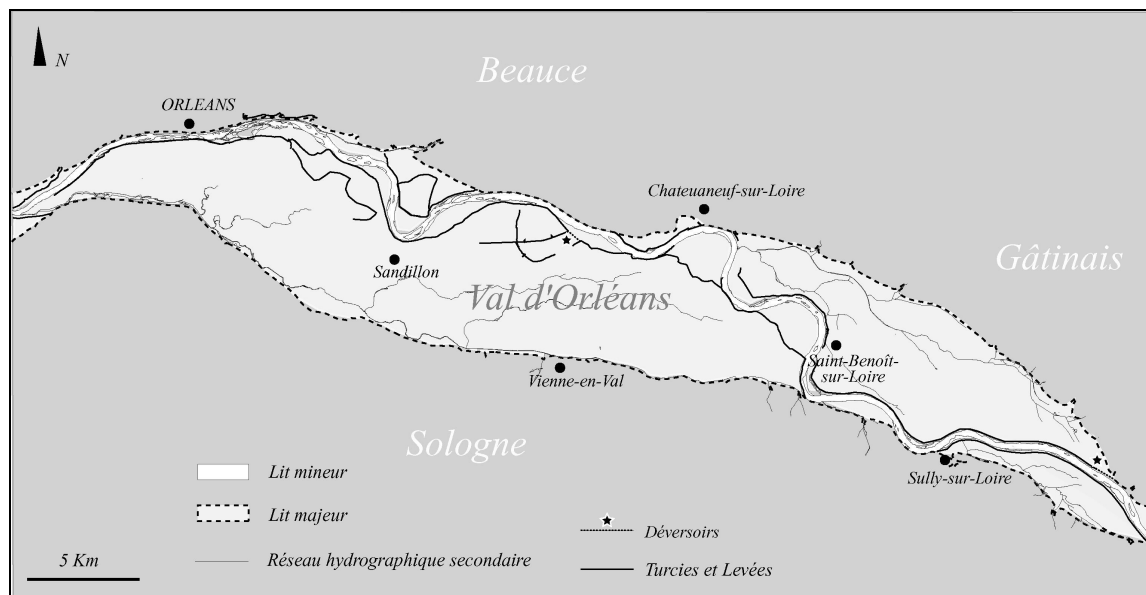 N
Beauce
ORLEANS
Chateuaneuf-sur-Loire
Gâtinais
Sandillon
Val d'Orléans
Saint-Benoît-
sur-Loire
Vienne-en-Val
Sologne
Sully-sur-Loire
Lit mineur
Lit majeur
Réseau hydrographique secondaire
Déversoirs
Turcies et Levées
5 Km